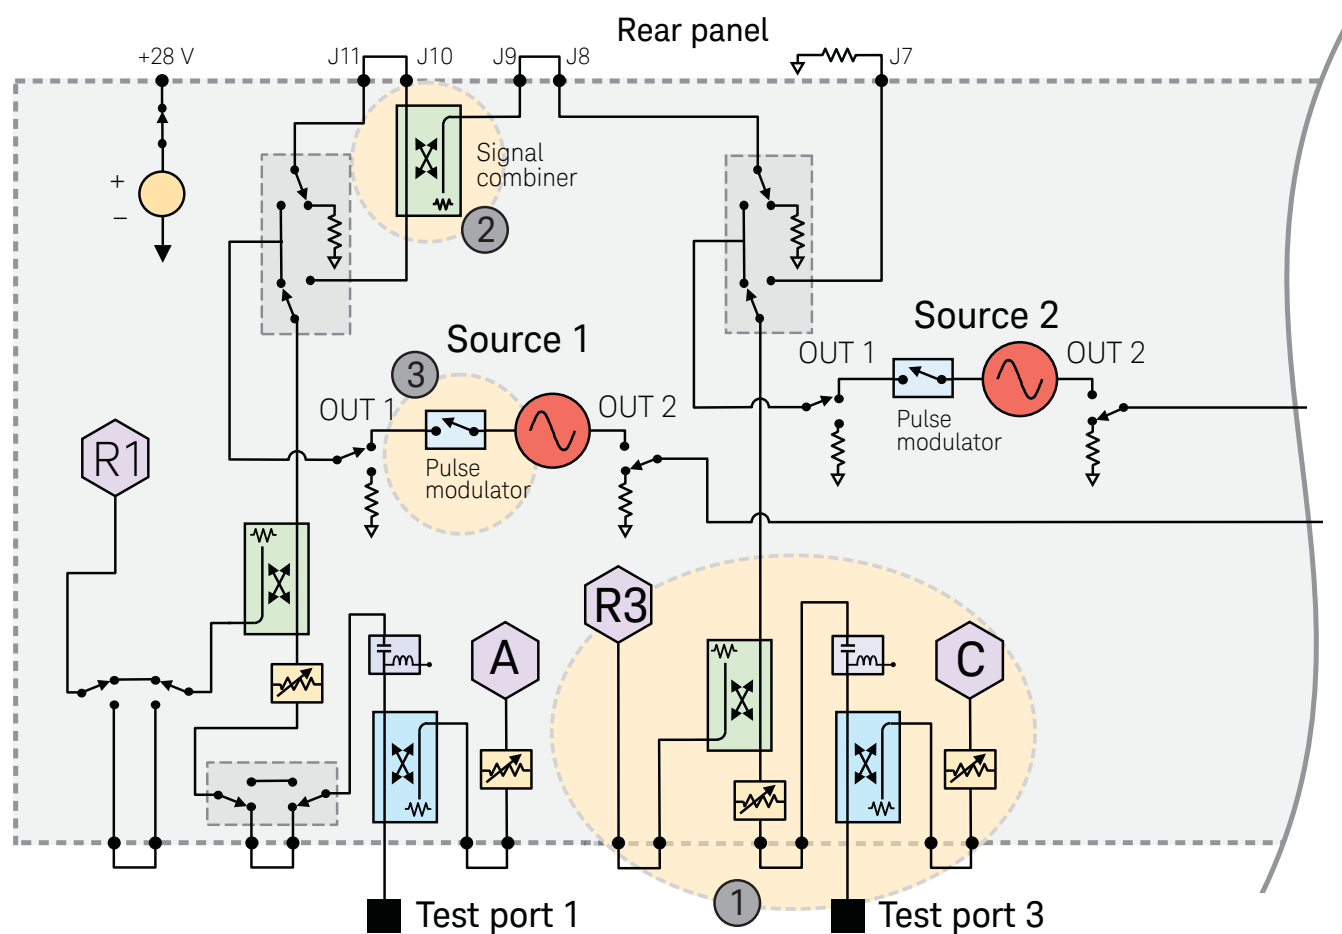 Rear panel
+28 V
J11
J10
J9
J8
J7
+
−
Signal
combiner
2
Source 1
3
OUT 1
OUT 2
Pulse
modulator
Source 2
OUT 1
OUT 2
Pulse
modulator
R1
R3
A
C
1
Test port 1
Test port 3